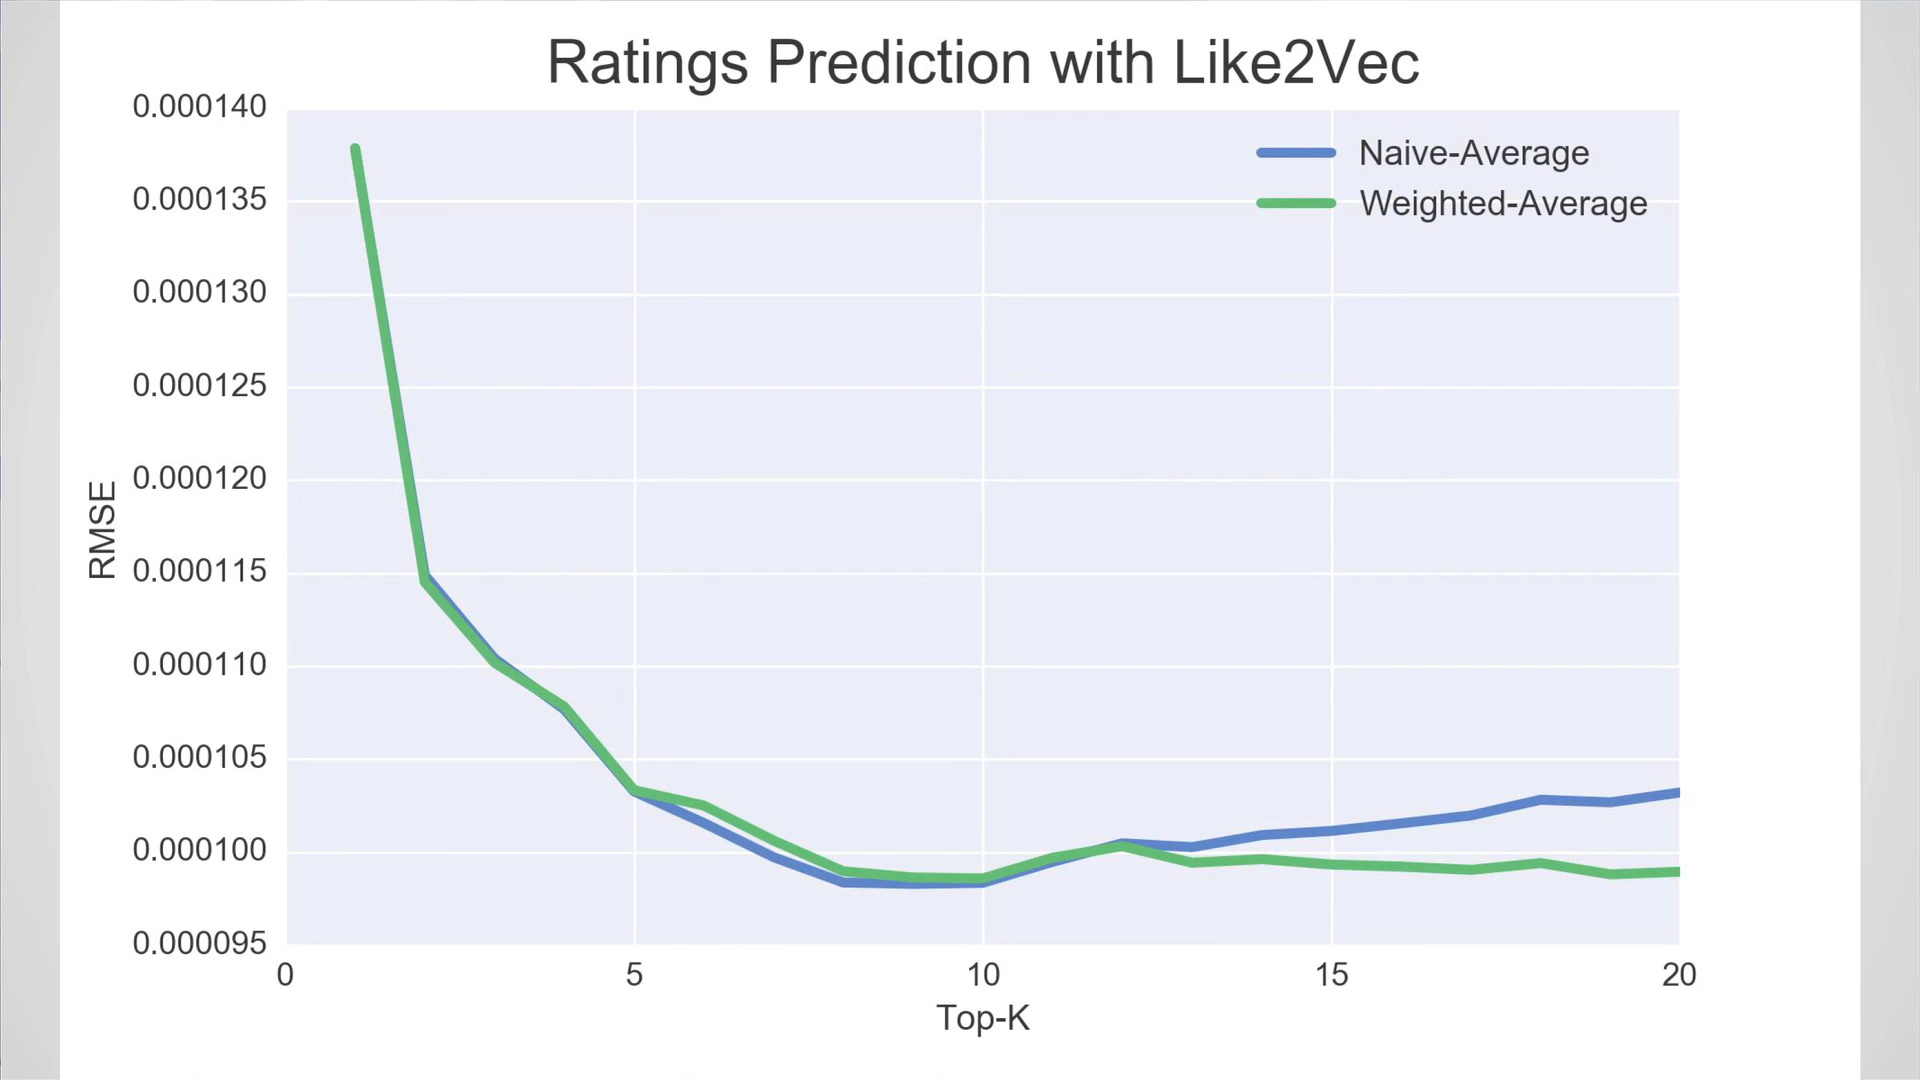 Ratings Prediction with Like2Vec
0.000140
0.000135
0.000130
0.000125
0.000120
0.000115
0.000110
0.000105
0.000100
0.000095
RMSE
Naive-Average
Weighted-Average
0 5 10 15 20
Top-K